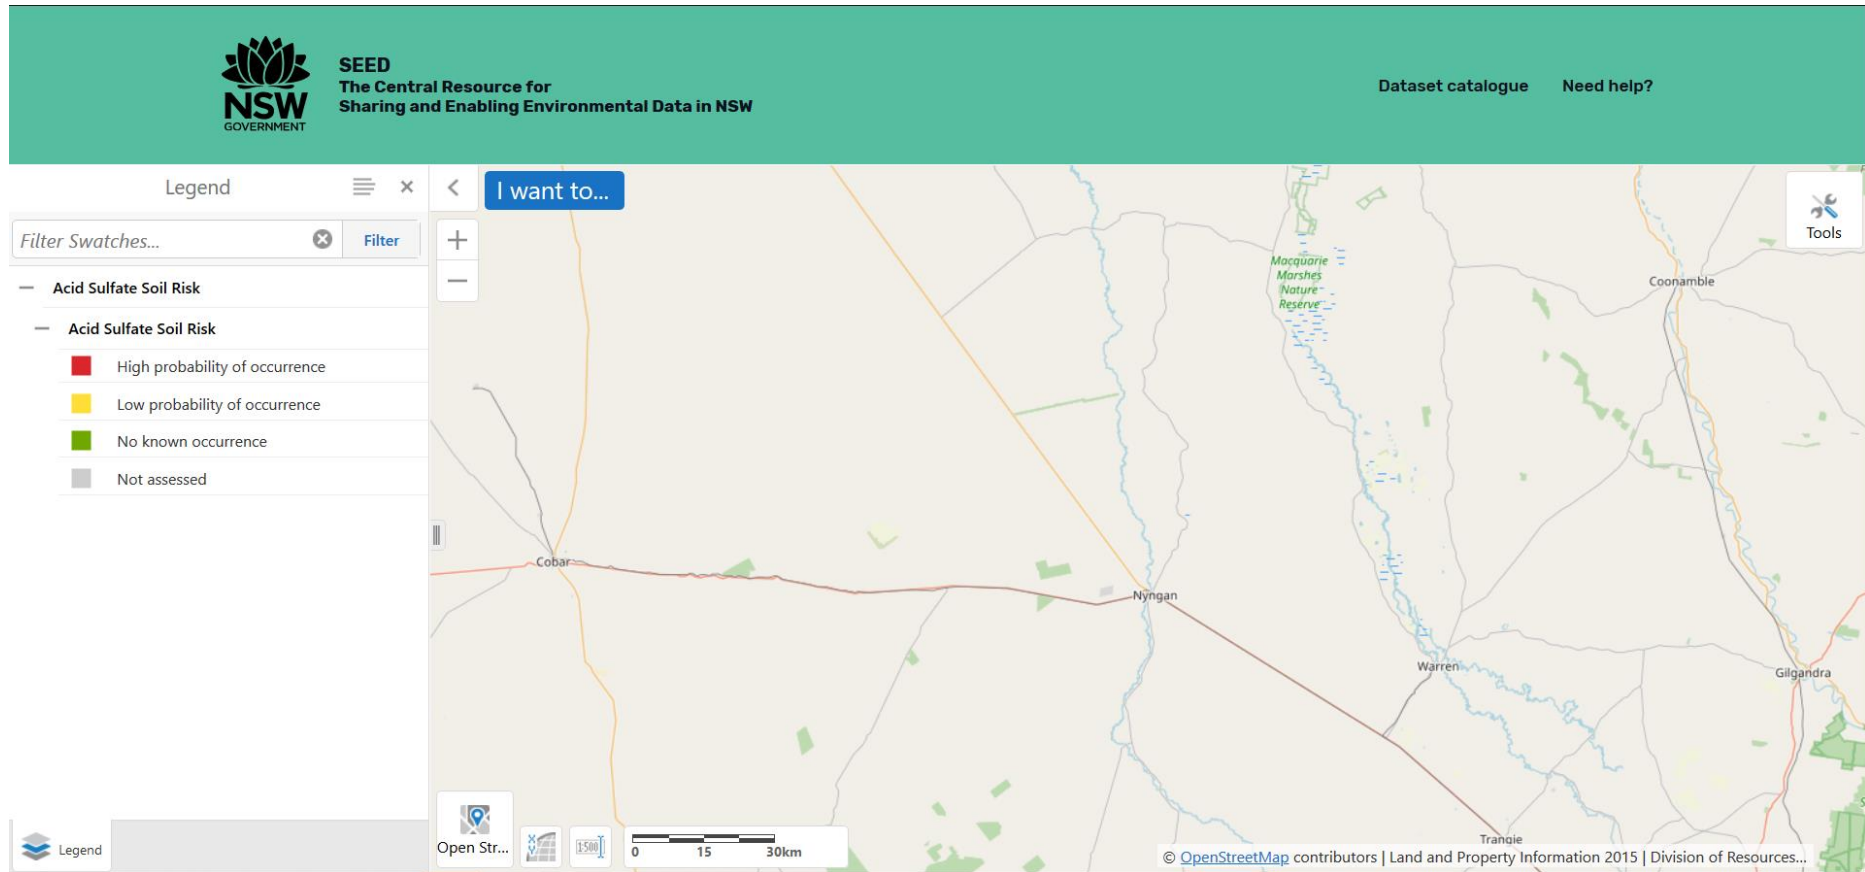 NSW
GOVERNMENT
SEED
The Central Resource for
Sharing and Enabling Environmental Data in NSW
Dataset catalogue
Need help?
Legend
I want to...
Filter Swatches...
Filter
Tools
Acid Sulfate Soil Risk
Acid Sulfate Soil Risk
High probability of occurrence
Low probability of occurrence
No known occurrence
Not assessed
Macquarie
Marshes
Nature
Reserve
Coonamble
Cobar
Nyngan
Warren
Gilgandra
Trangie
Legend
Open Str...
X
Y
1:500
0 15 30km
© OpenStreetMap contributors | Land and Property Information 2015 | Division of Resources...